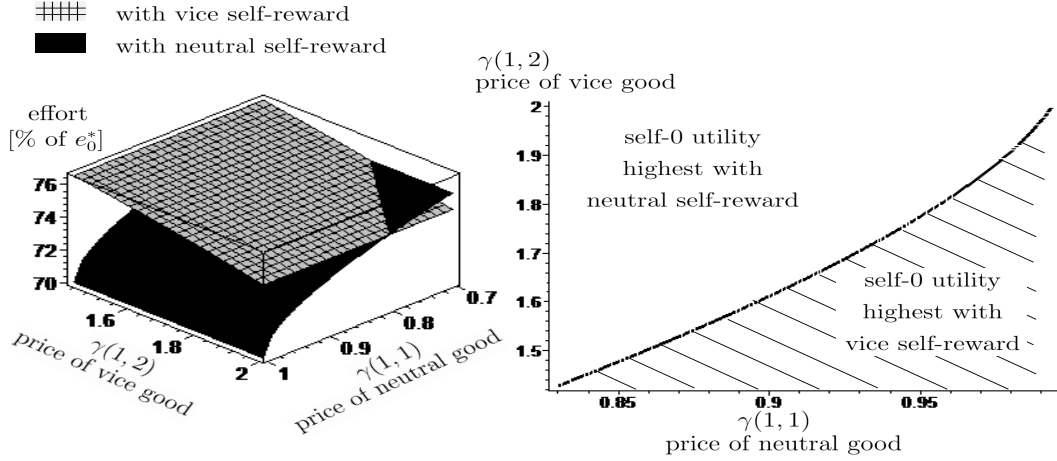 with vice self-reward
with neutral self-reward
effort
[% of e₀*]
76
74
72
70
1.6
1.8
2
1
0.9
0.8
0.7
γ(1, 2)
price of vice good
γ(1, 1)
price of neutral good
γ(1, 2)
price of vice good
2
1.9
1.8
1.7
1.6
1.5
self-0 utility
highest with
neutral self-reward
self-0 utility
highest with
vice self-reward
0.85
0.9
0.95
γ(1, 1)
price of neutral good